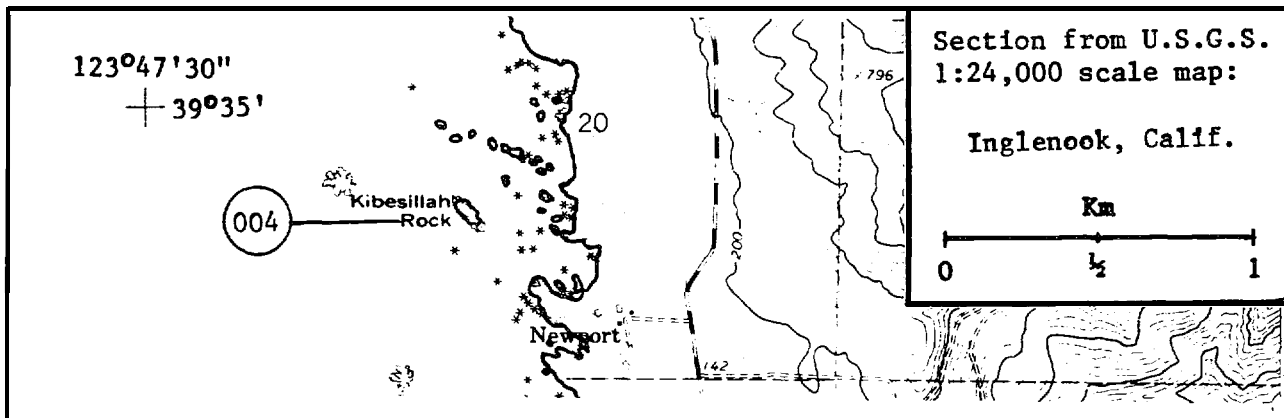 123°47'30"
39°35'
20
796
Kibesillah
Rock
004
200
Newport
142
Section from U.S.G.S.
1:24,000 scale map:
Inglenook, Calif.
Km
0 ½ 1